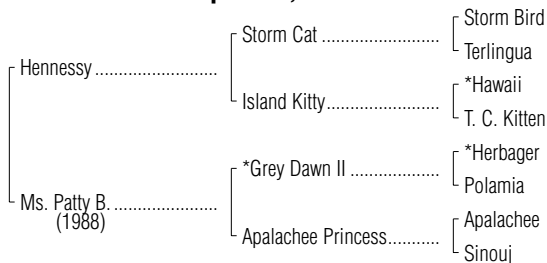 Storm Bird
Storm Cat ........................
Terlingua
Hennessy ..........................
*Hawaii
Island Kitty.......................
T. C. Kitten
*Herbager
*Grey Dawn II ....................
Polamia
Ms. Patty B. ......................
(1988)
Apalachee
Apalachee Princess...........
Sinouj